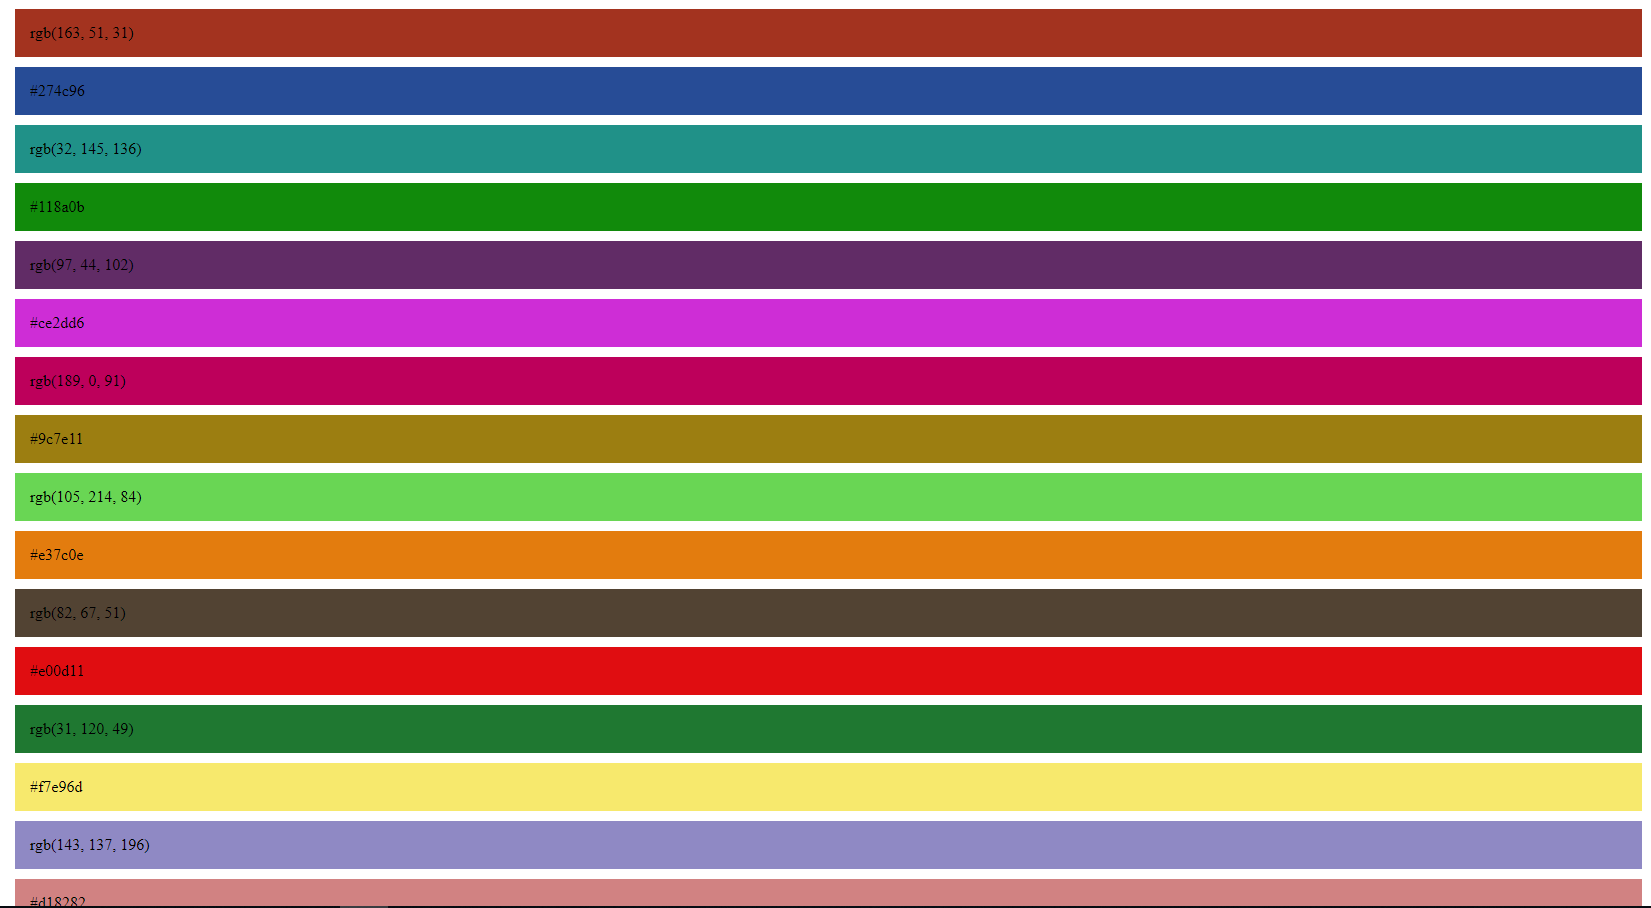 rgb(163, 51, 31)
#274c96
rgb(32, 145, 136)
#118a0b
rgb(97, 44, 102)
#ce2dd6
rgb(189, 0, 91)
#9c7e11
rgb(105, 214, 84)
#e37c0e
rgb(82, 67, 51)
#e00d11
rgb(31, 120, 49)
#f7e96d
rgb(143, 137, 196)
#d18282